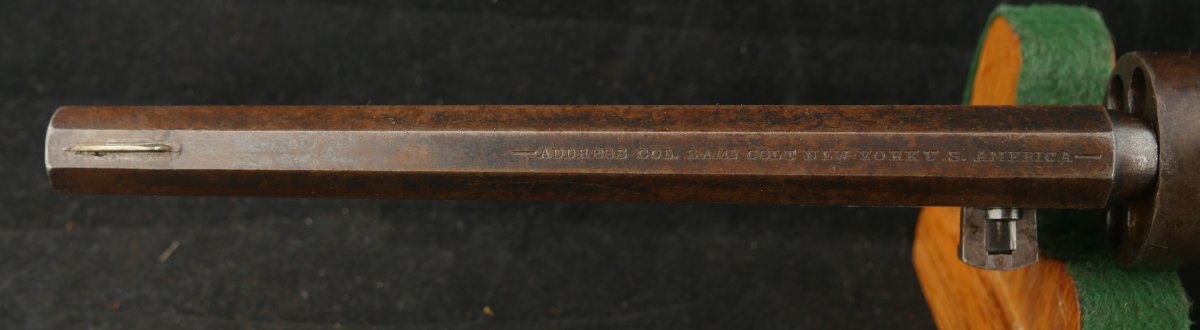 —ADDRESS COL. SAML COLT NEW-YORK U.S. AMERICA—